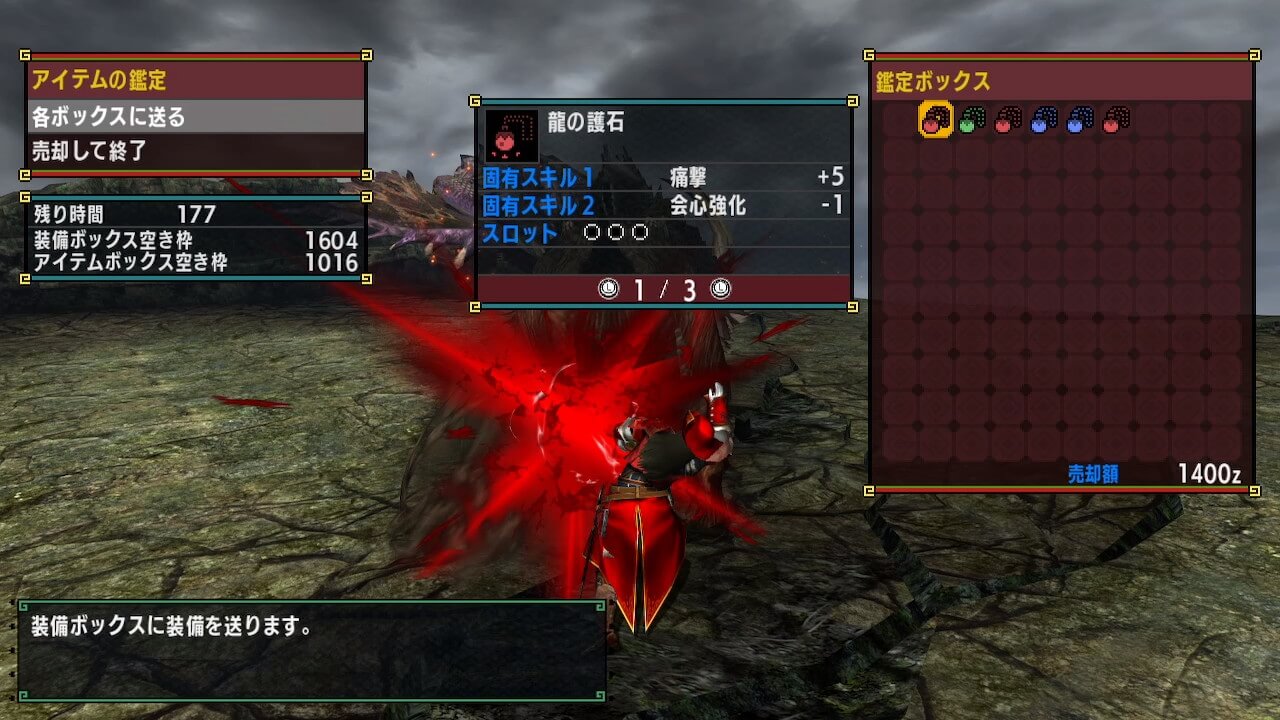 アイテムの鑑定
各ボックスに送る
売却して終了
残り時間 177
装備ボックス空き枠 1604
アイテムボックス空き枠 1016
龍の護石
固有スキル1 痛撃 +5
固有スキル2 会心強化 -1
スロット ○○○
1 / 3
鑑定ボックス
売却額 1400z
装備ボックスに装備を送ります。